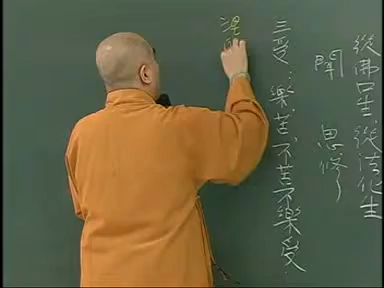 從佛口生、從法化生
聞 思修
三受：樂、苦、不苦不樂受
涅